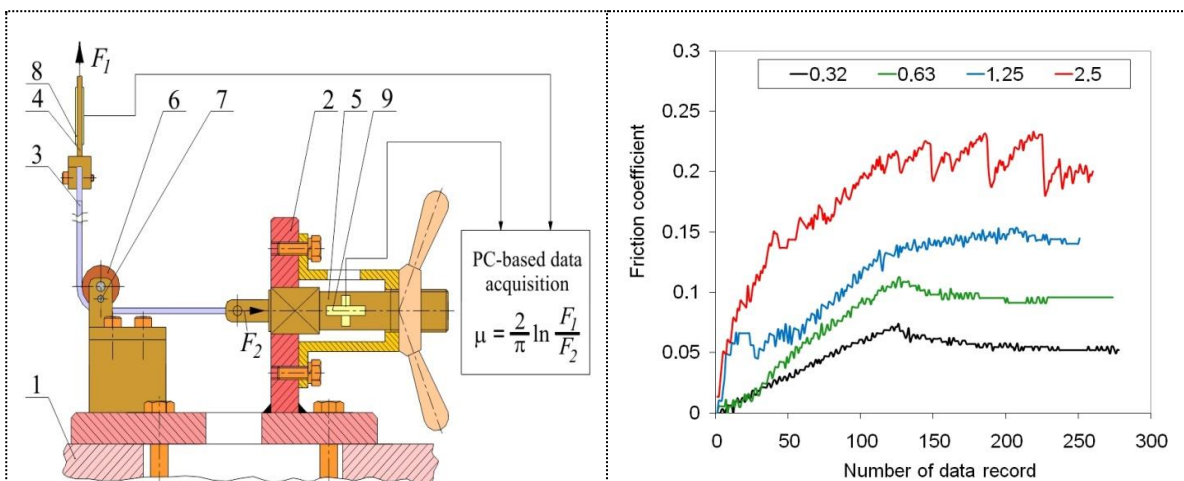 F1
8
4
3
6
7
2
5
9
F2
1
PC-based data
acquisition
μ = 2/π ln F1/F2
0.32
0.63
1.25
2.5
Friction coefficient
0.3
0.25
0.2
0.15
0.1
0.05
0
0 50 100 150 200 250 300
Number of data record